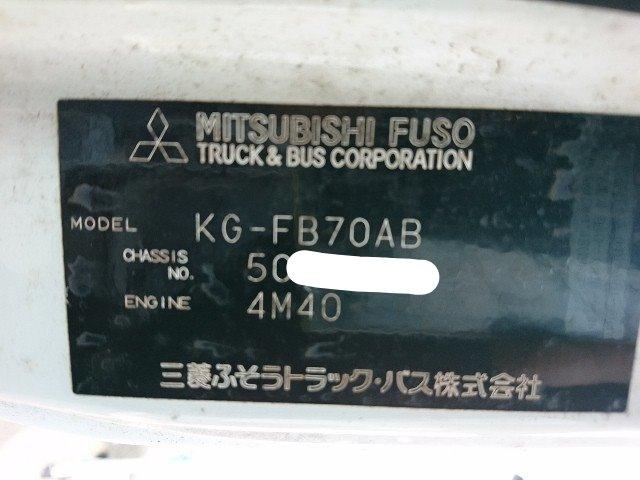 MITSUBISHI FUSO
TRUCK & BUS CORPORATION
MODEL KG-FB70AB
CHASSIS NO. 50
ENGINE 4M40
三菱ふそうトラック・バス株式会社